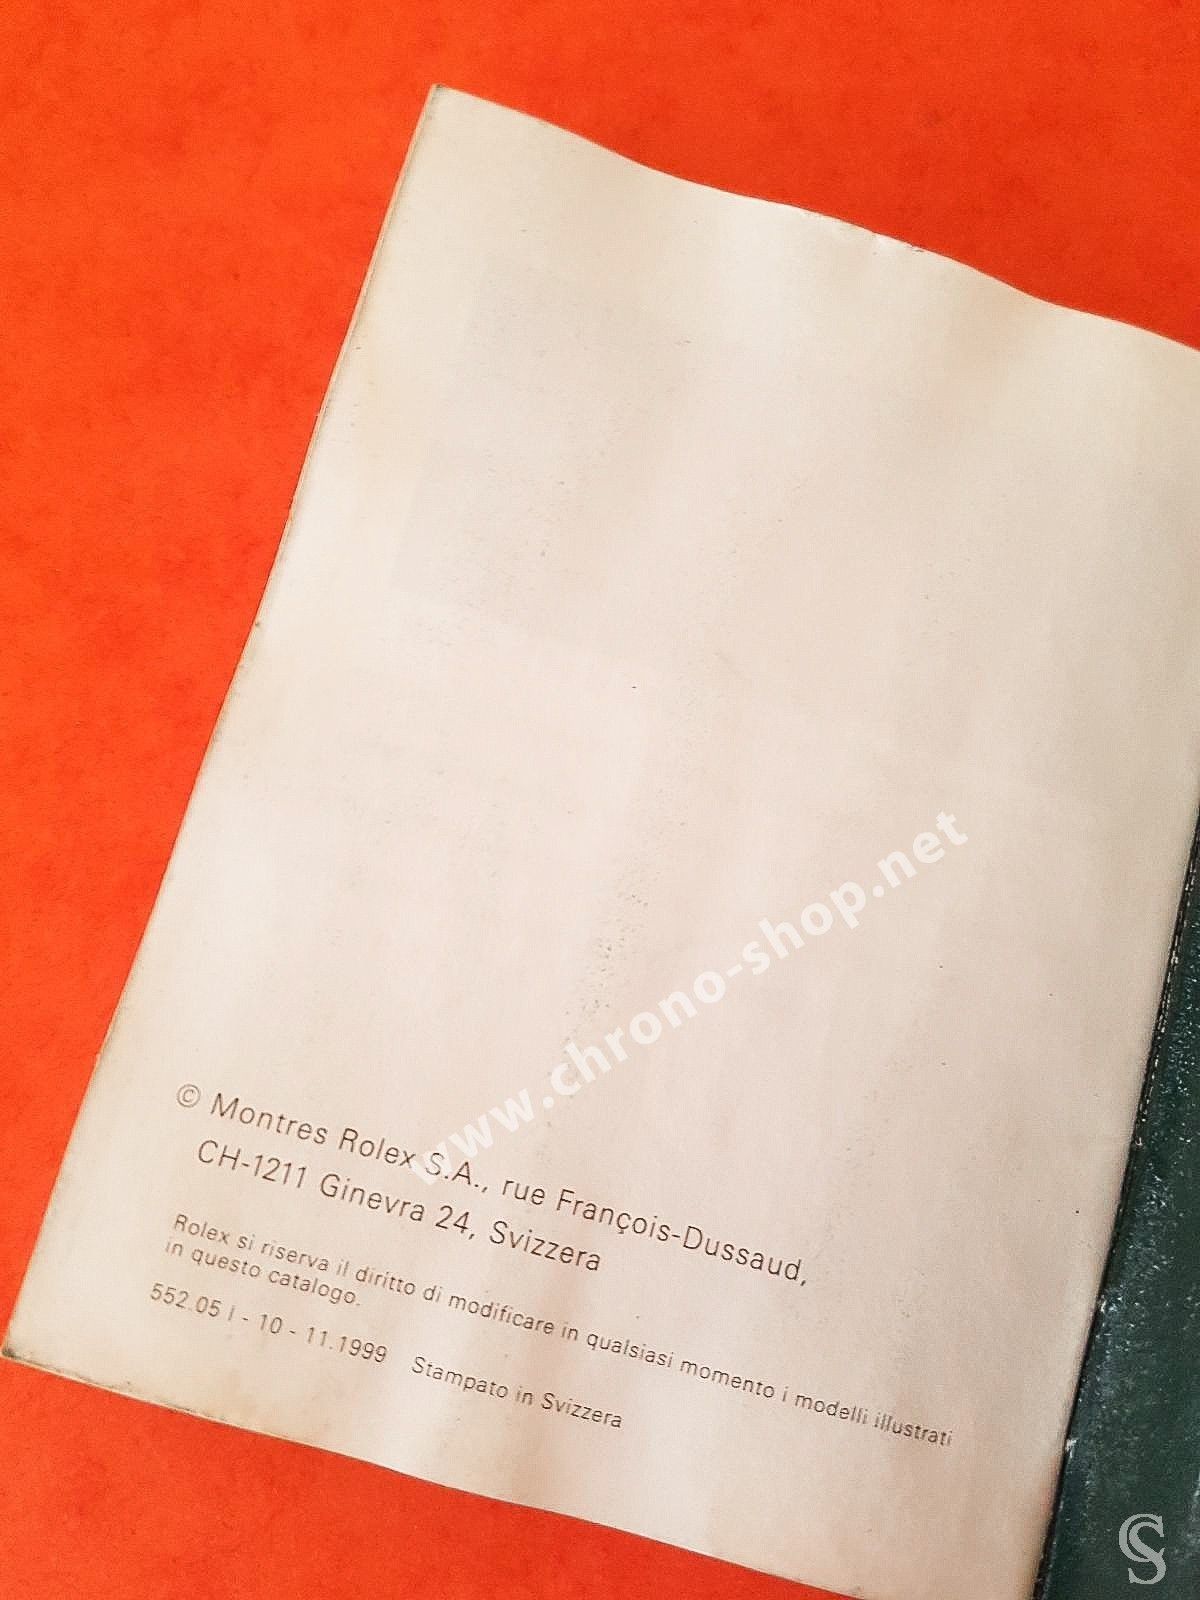 © Montres Rolex S.A., rue François-Dussaud,
CH-1211 Ginevra 24, Svizzera
Rolex si riserva il diritto di modificare in qualsiasi momento i modelli illustrati
in questo catalogo.
552.05 I - 10 - 11.1999 Stampato in Svizzera
www.chrono-shop.net
CS